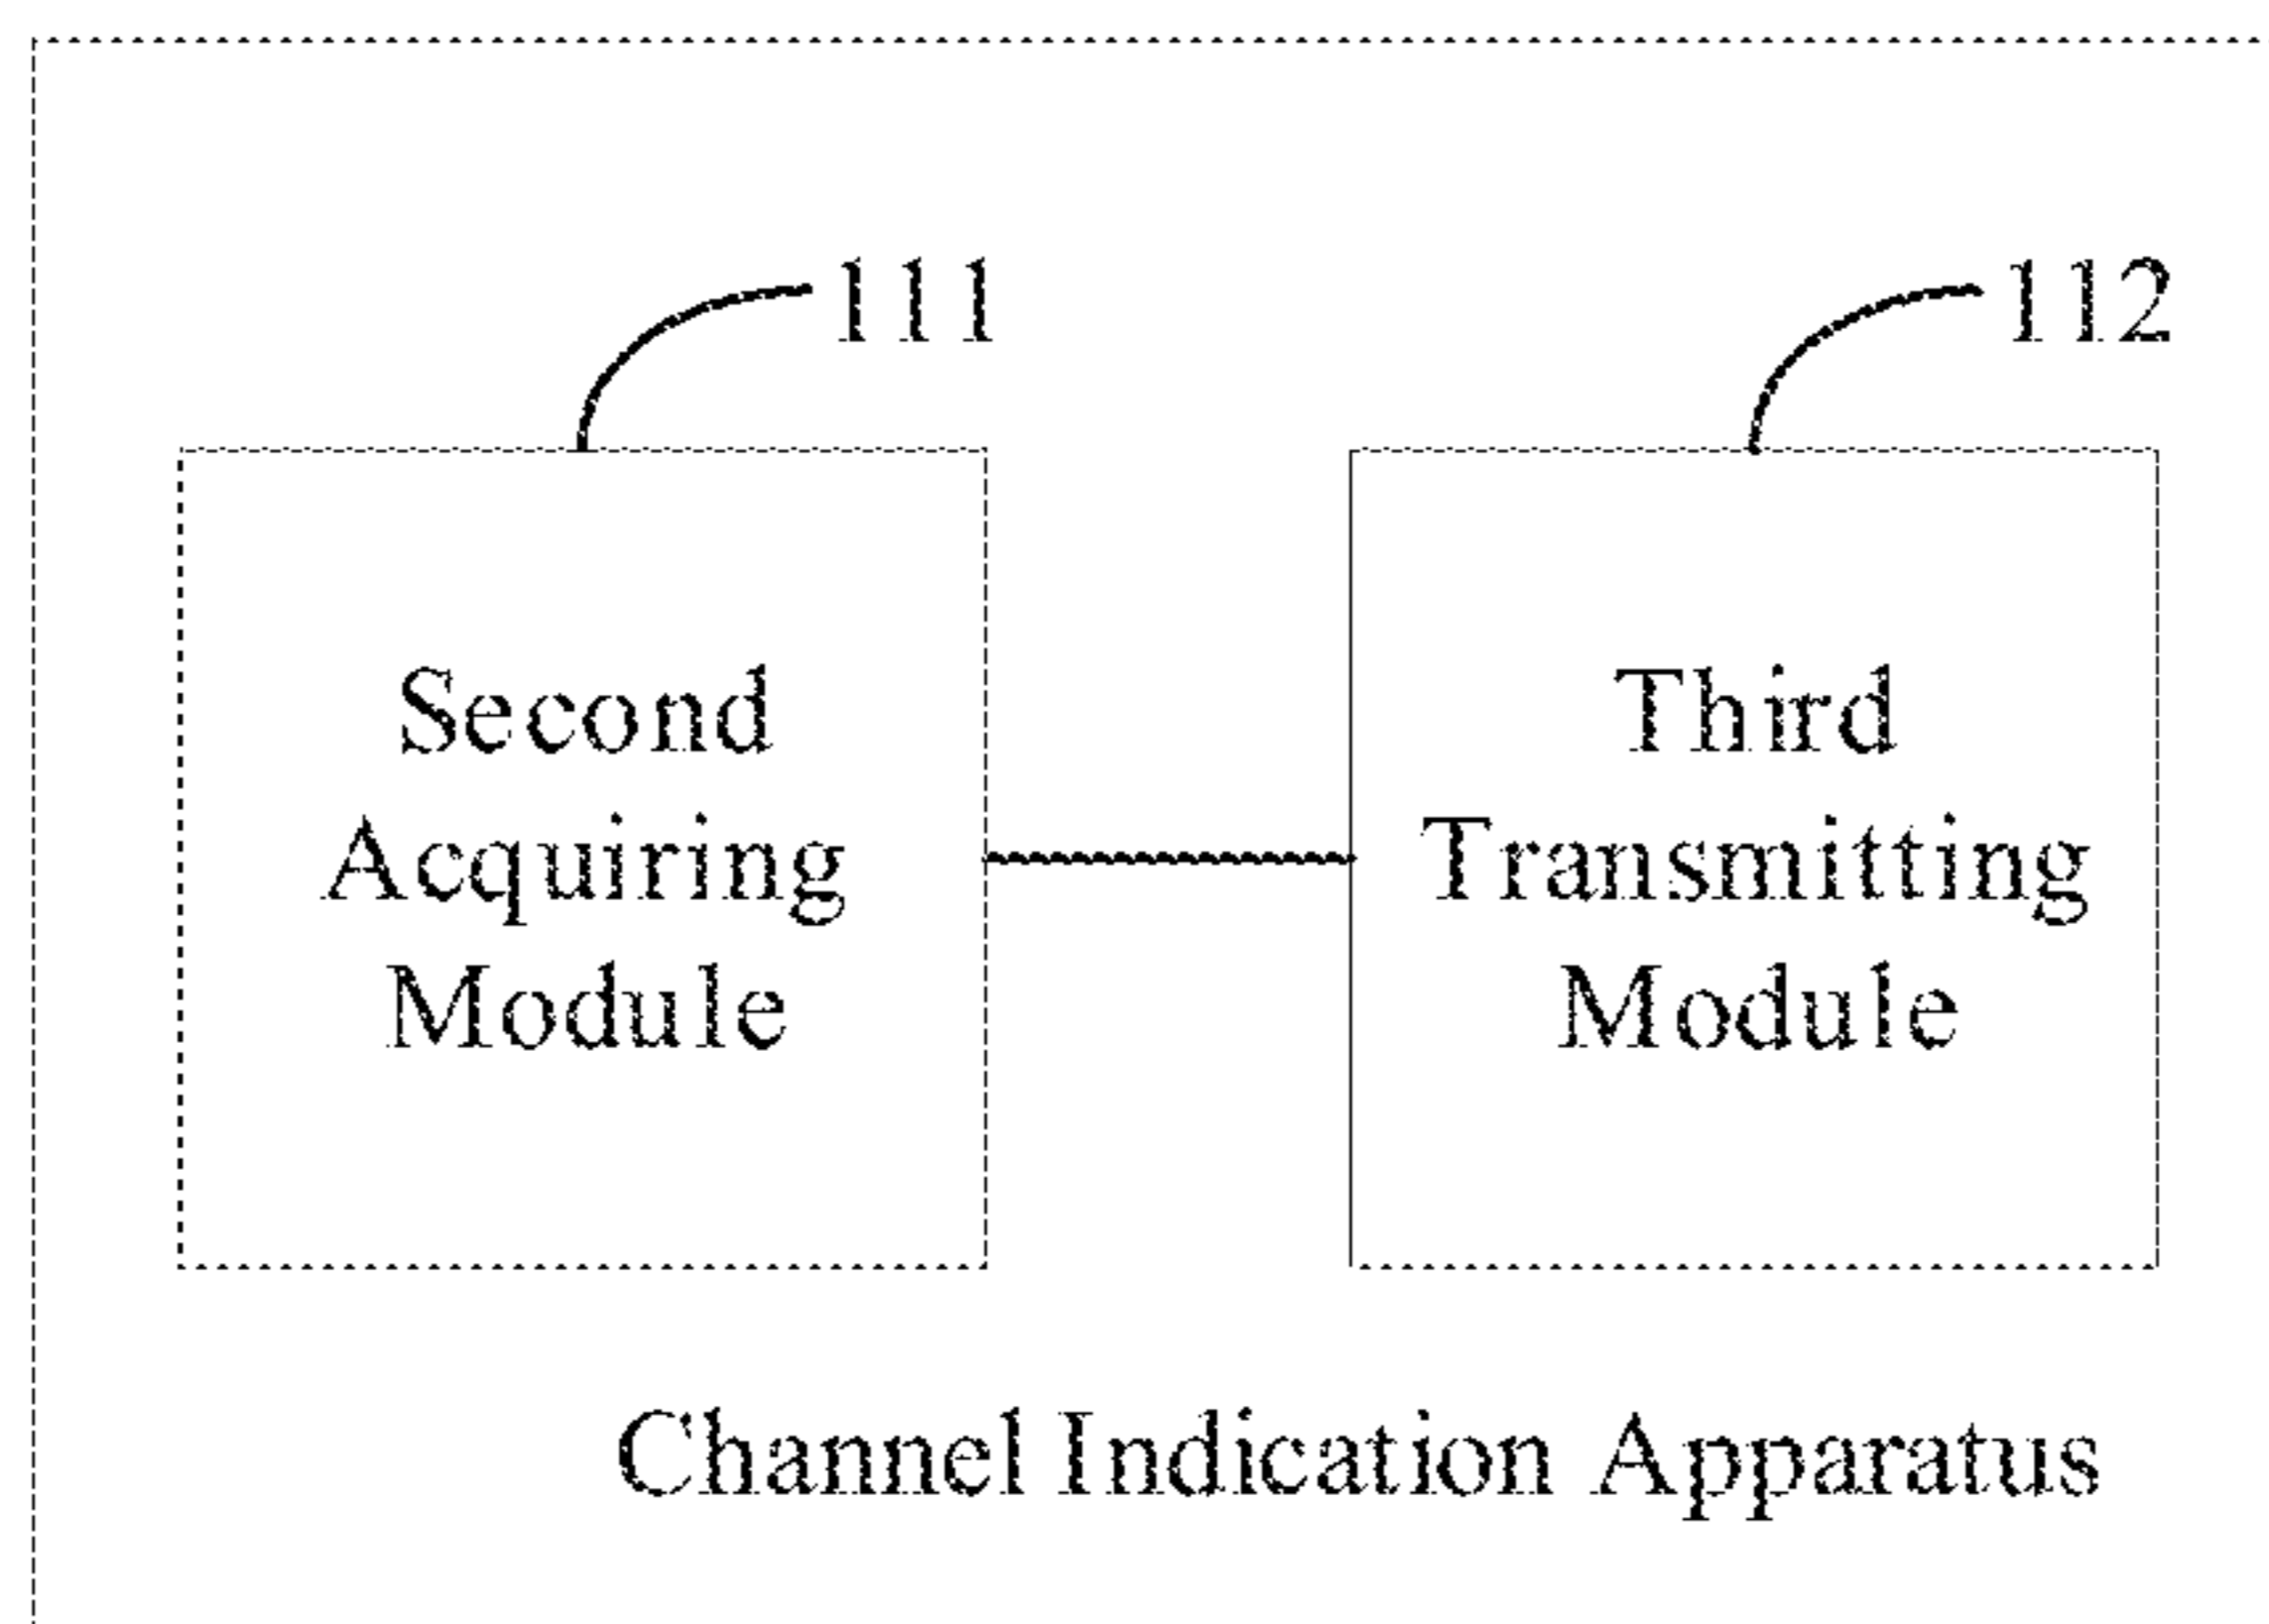 111
112
Second
Acquiring
Module
Third
Transmitting
Module
Channel Indication Apparatus